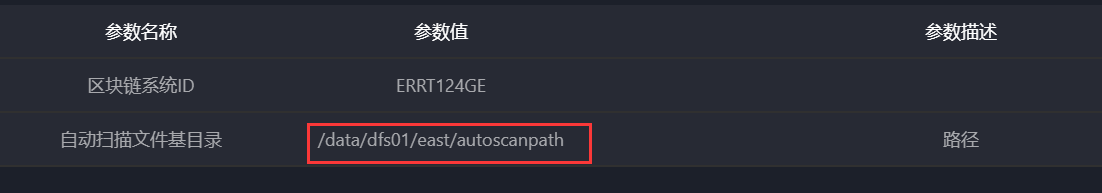 参数名称 参数值 参数描述
区块链系统ID ERRT124GE
自动扫描文件基目录 /data/dfs01/east/autoscanpath 路径